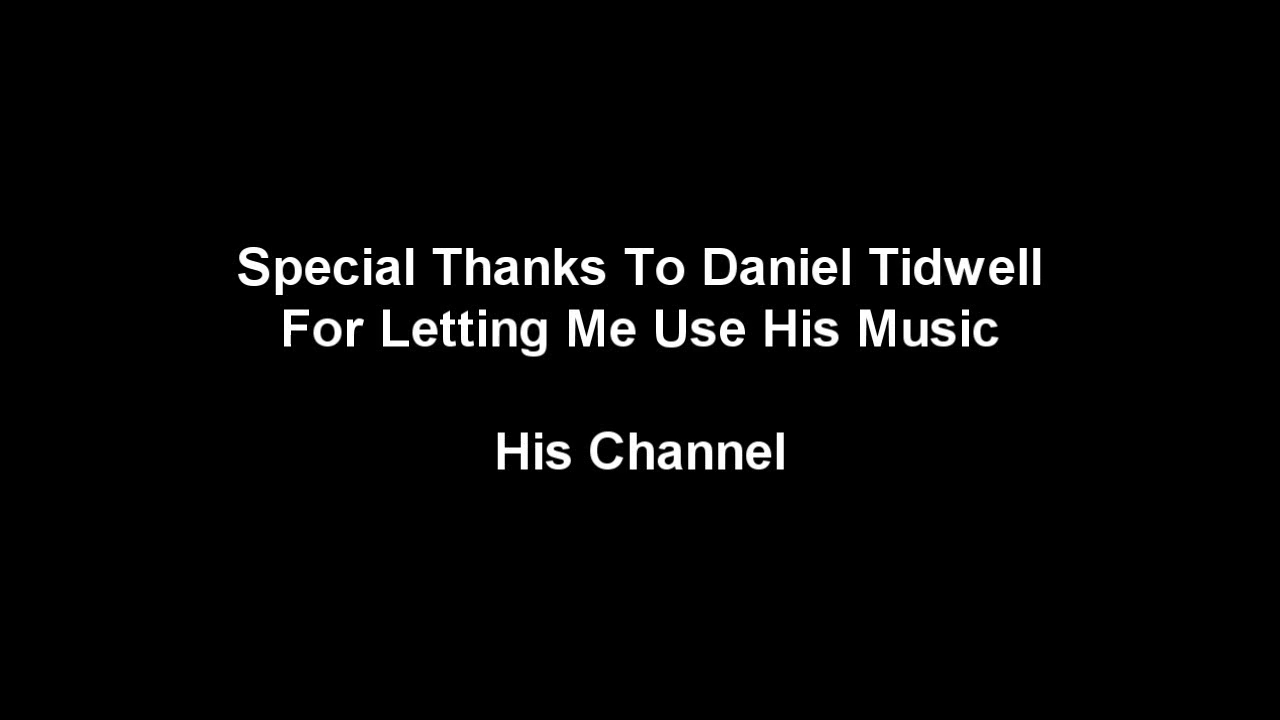 Special Thanks To Daniel Tidwell
For Letting Me Use His Music
His Channel